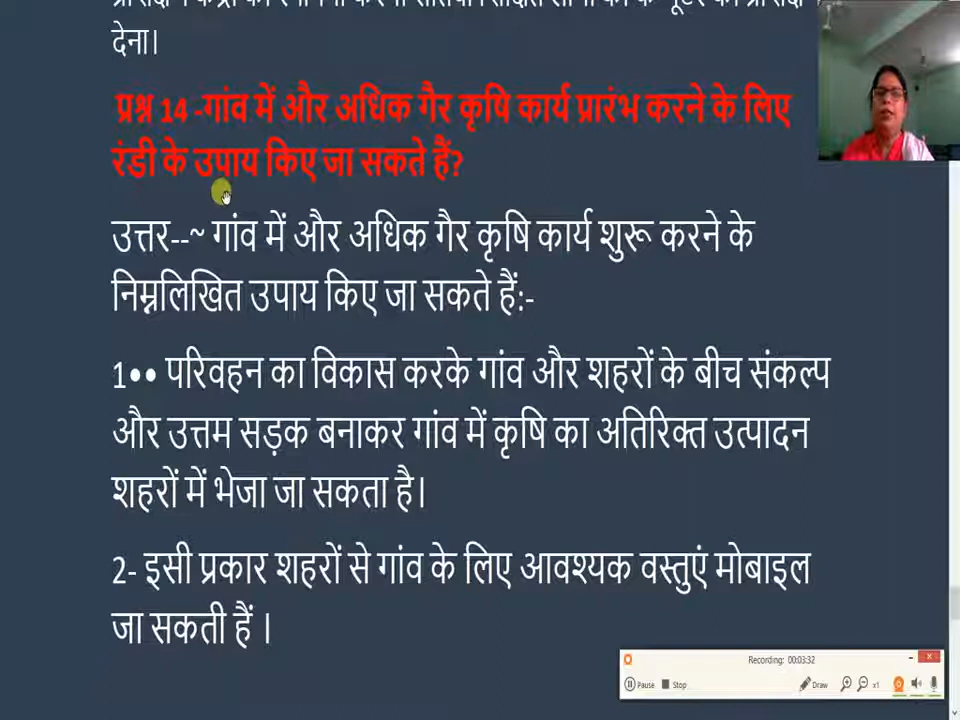 देना।
प्रश्न 14 -गांव में और अधिक गैर कृषि कार्य प्रारंभ करने के लिए
रंडी के उपाय किए जा सकते हैं?
उत्तर--~ गांव में और अधिक गैर कृषि कार्य शुरू करने के
निम्नलिखित उपाय किए जा सकते हैं:-
1•• परिवहन का विकास करके गांव और शहरों के बीच संकल्प
और उत्तम सड़क बनाकर गांव में कृषि का अतिरिक्त उत्पादन
शहरों में भेजा जा सकता है।
2- इसी प्रकार शहरों से गांव के लिए आवश्यक वस्तुएं मोबाइल
जा सकती हैं ।
Recording: 00:03:32
Pause Stop Draw x1